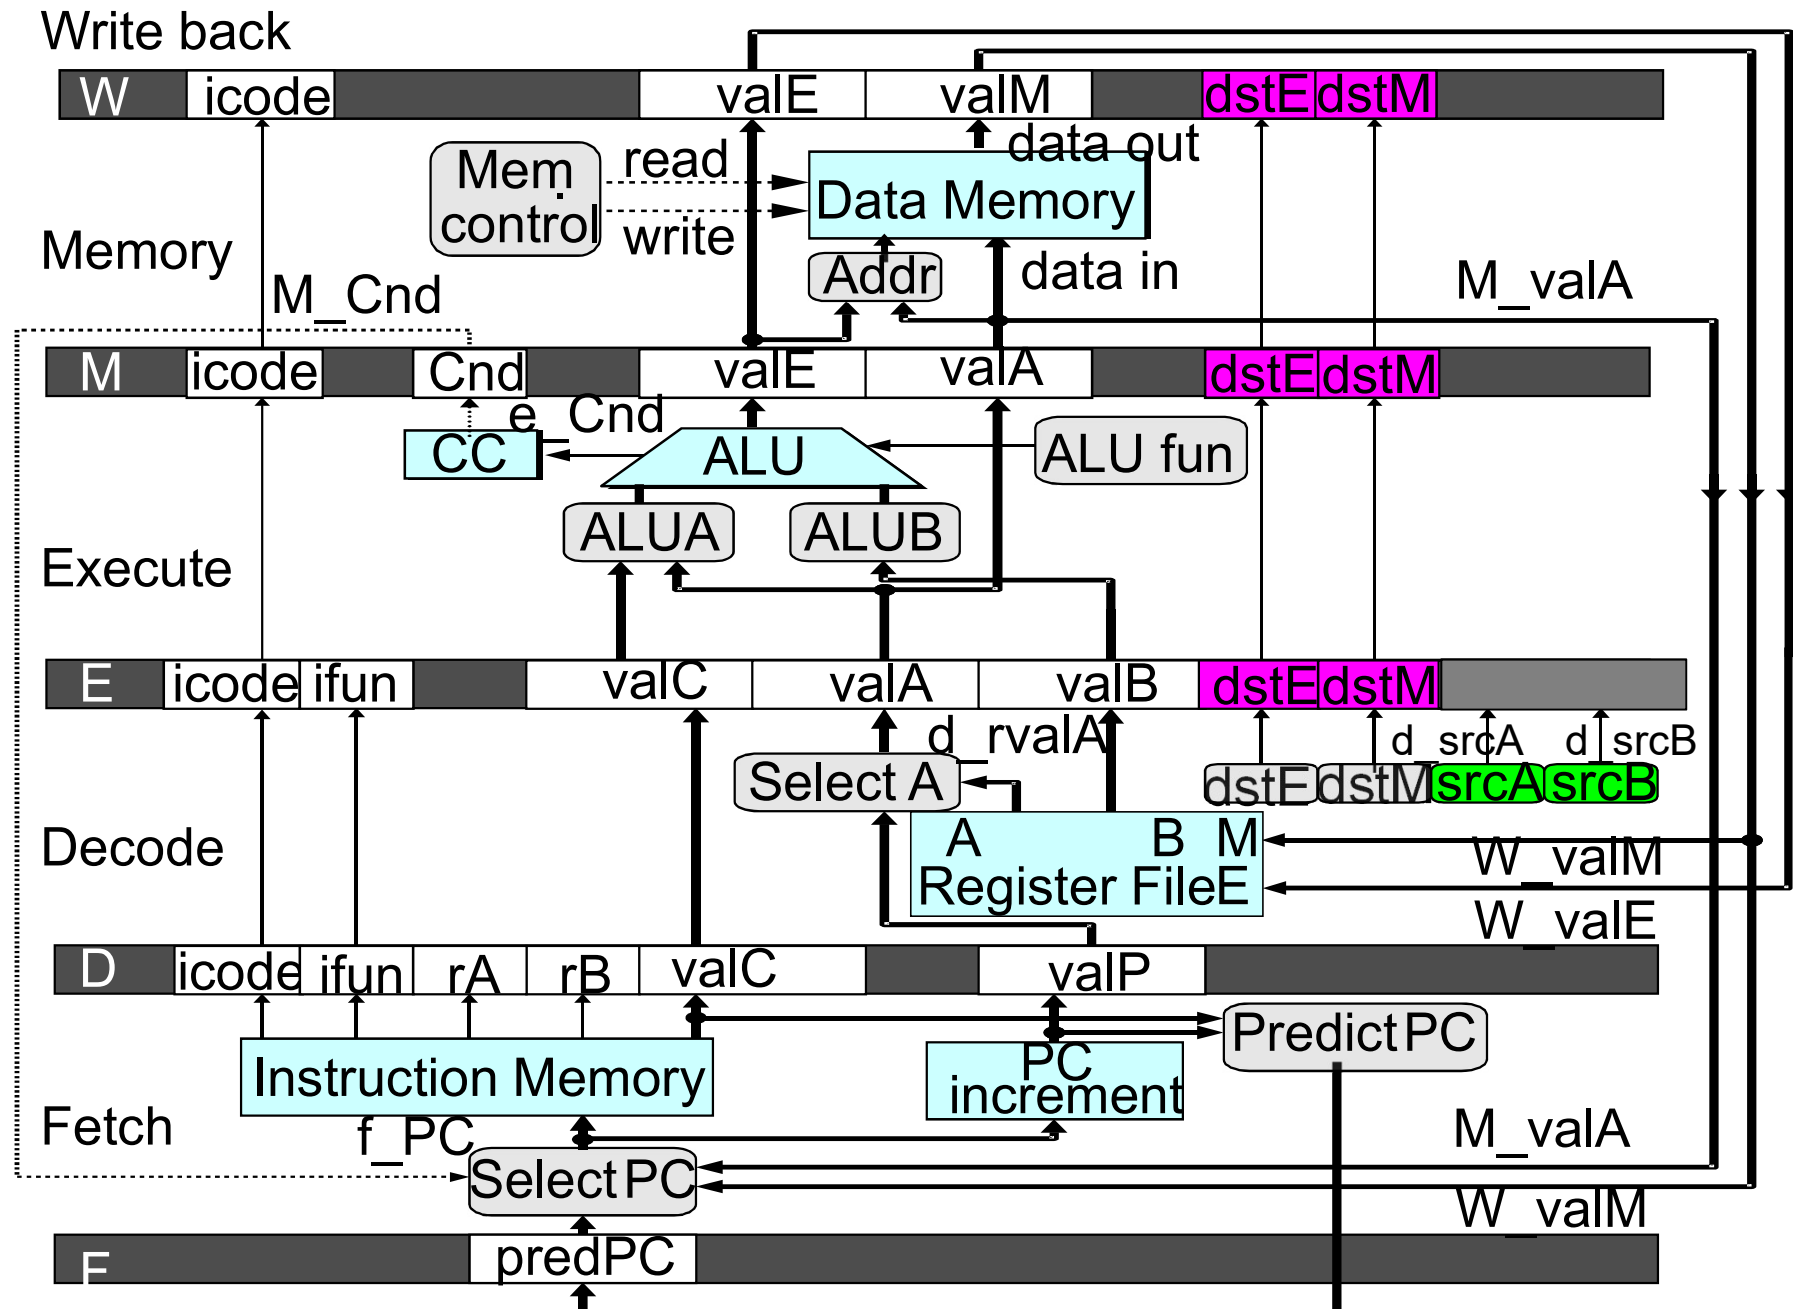 Write back
W icode valE valM dstE dstM
data out
Mem control
read
write
Data Memory
Memory
Addr
data in
M_valA
M_Cnd
M icode Cnd valE valA dstE dstM
e_Cnd
CC
ALU
ALU fun
ALUA
ALUB
Execute
E icode ifun valC valA valB dstE dstM
d_rvalA
d_srcA
d_srcB
Select A
dstE dstM srcA srcB
Decode
A B M
Register File E
W_valM
W_valE
D icode ifun rA rB valC valP
Predict PC
Instruction Memory
PC
increment
Fetch
f_PC
M_valA
Select PC
W_valM
F predPC